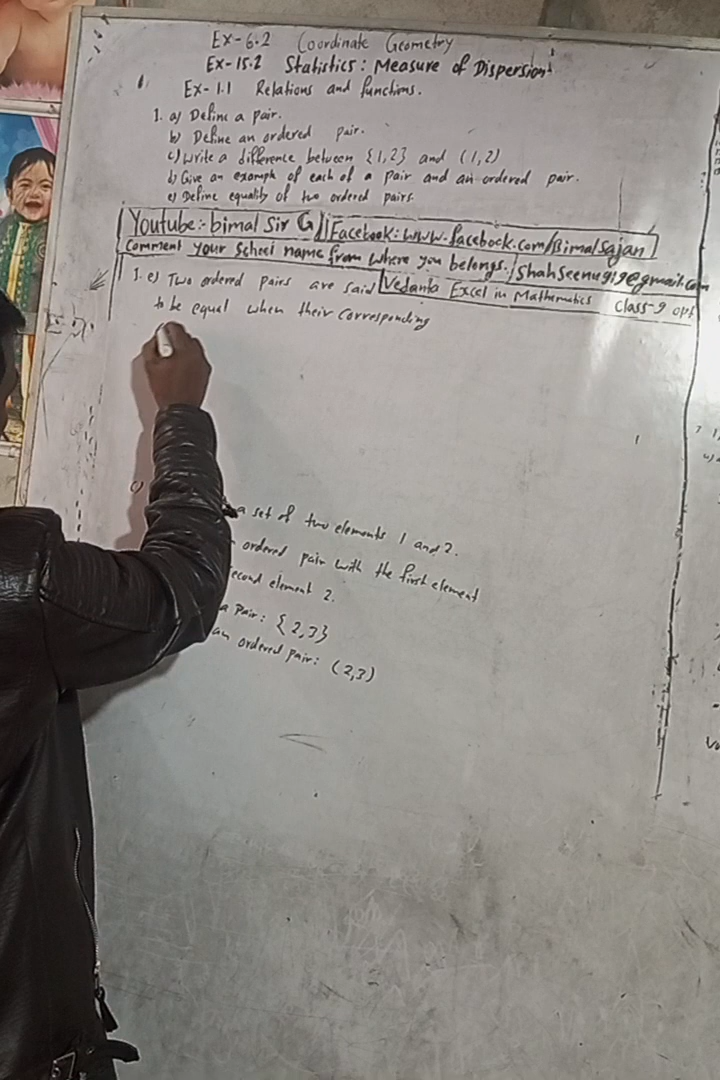 Ex-6.2 Coordinate Geometry
Ex-15.2 Statistics: Measure of Dispersion
Ex-1.1 Relations and functions.
1. a) Define a pair.
b) Define an ordered pair.
c) Write a difference between {1,2} and (1,2)
d) Give an exampl of each of a pair and an ordered pair.
e) Define equality of two ordered pairs.
Youtube:- bimal Sir G
Facebook: www.facebook.com/Bimalsajan
Comment your School name from where you belongs.
Shahseenu919@gmail.com
Vedanta Excel in Mathematics Class-9 opt
1. e) Two ordered pairs are said
to be equal when their corresponding
c)
a set of two elements 1 and 2.
ordered pair with the first element
second element 2.
a pair: {2,3}
an ordered pair: (2,3)